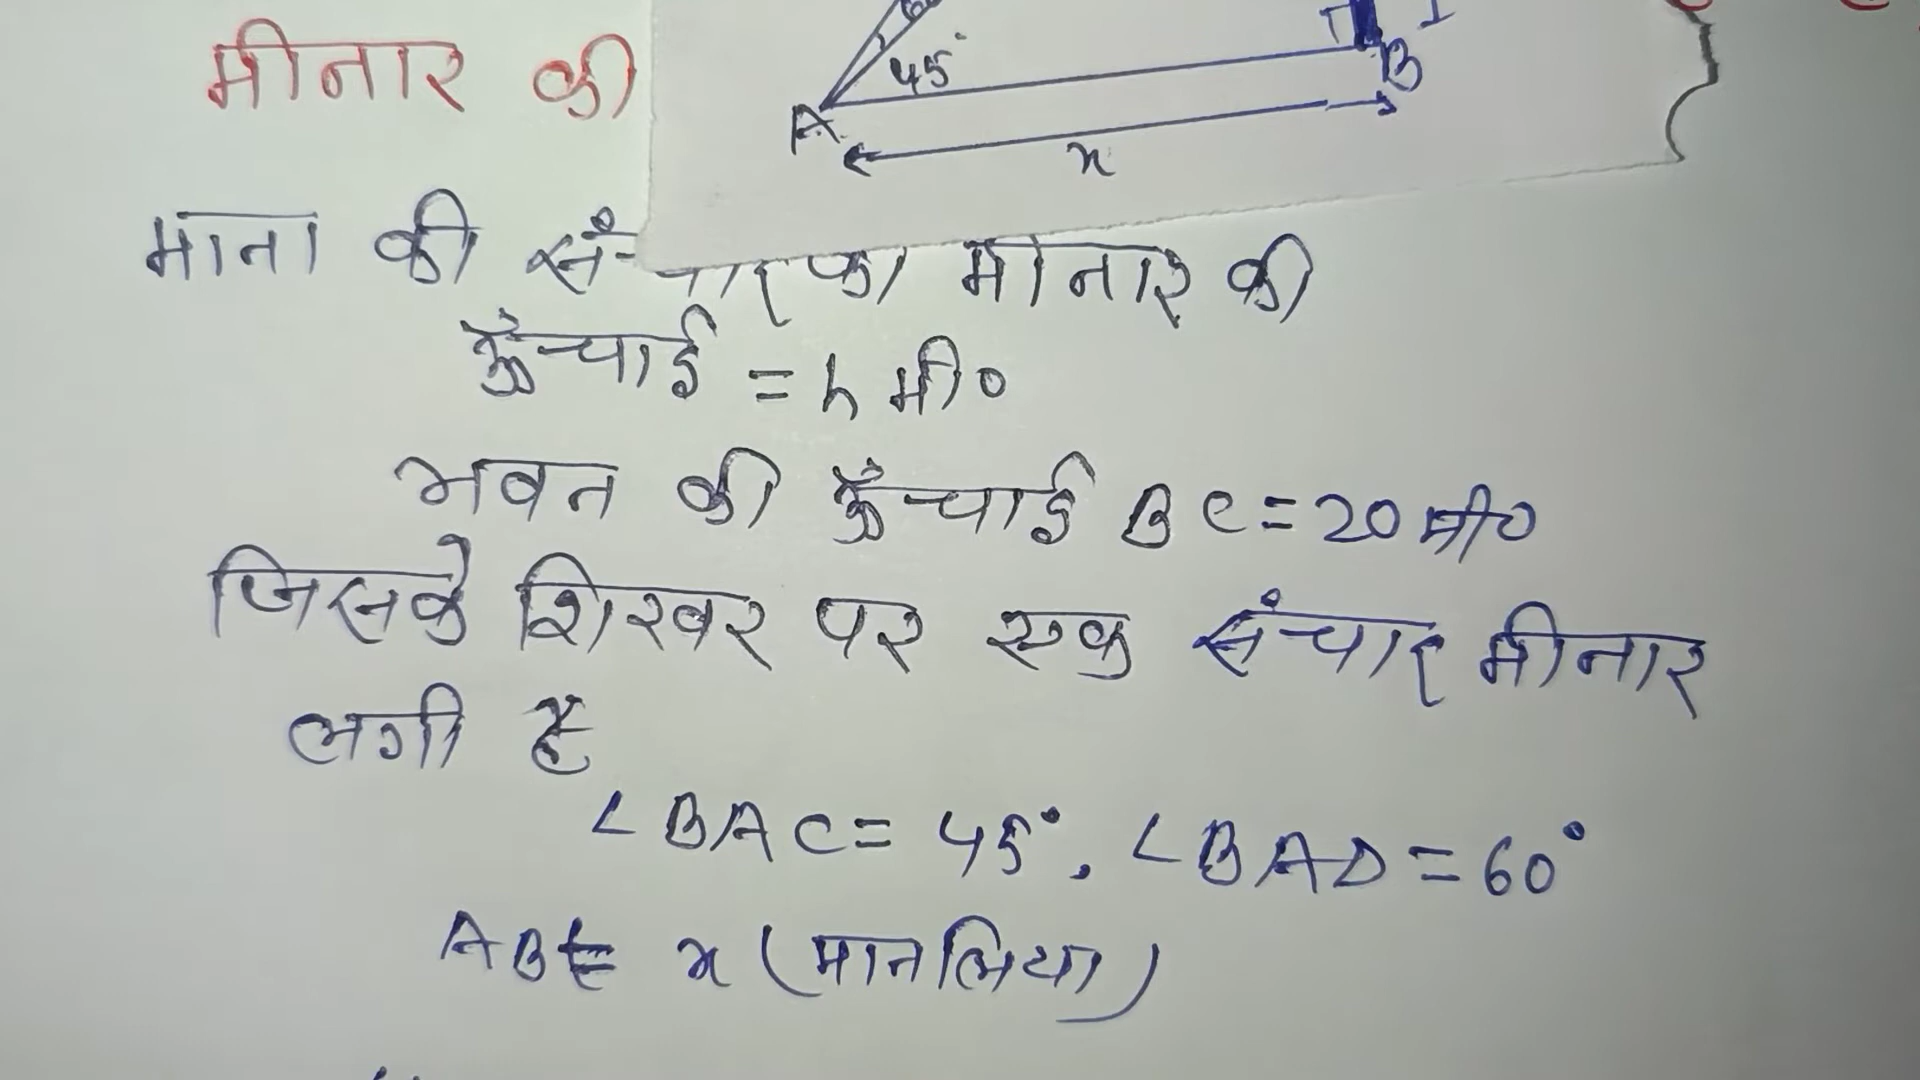 मीनार की
45°
A
B
x
माना की संचार का मीनार की
ऊँचाई = h मी०
भवन की ऊँचाई BC = 20 मी०
जिसके शिखर पर एक संचार मीनार
लगी है
∠BAC = 45°, ∠BAD = 60°
AB = x (मान लिया)